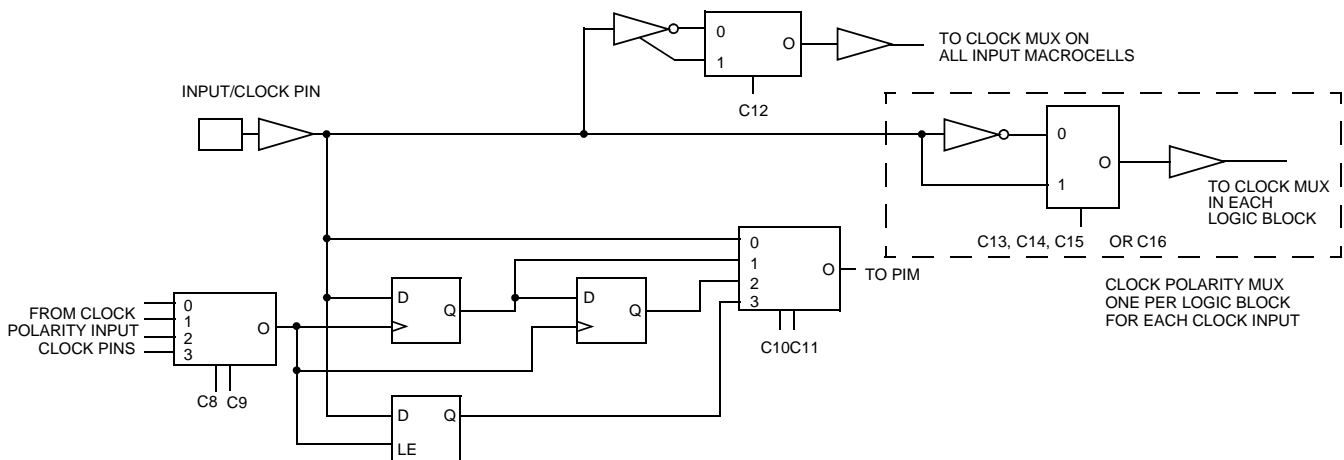 0
O
1
TO CLOCK MUX ON
ALL INPUT MACROCELLS
C12
INPUT/CLOCK PIN
0
O
1
TO CLOCK MUX
IN EACH
LOGIC BLOCK
C13, C14, C15 OR C16
CLOCK POLARITY MUX
ONE PER LOGIC BLOCK
FOR EACH CLOCK INPUT
0
1
2
3
O
TO PIM
C10C11
D
Q
D
Q
FROM CLOCK
POLARITY INPUT
CLOCK PINS
0
1
2
3
O
C8 C9
D
Q
LE